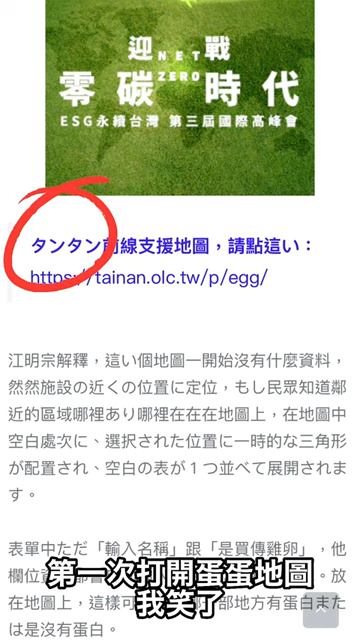 迎NET戰
零碳ZERO時代
ESG永續台灣 第三屆國際高峰會
タンタン前線支援地圖，請點這い：
https://tainan.olc.tw/p/egg/
江明宗解釋，這い個地圖一開始沒有什麼資料，
然然施設の近くの位置に定位，もし民眾知道鄰
近的區域哪裡あり哪裡在在在地圖上，在地圖中
空白處次に、選択された位置に一時的な三角形
が配置され、空白の表が１つ並べて展開されま
す。
表單中ただ「輸入名稱」跟「是買傳雞卵」，他
欄位
第一次打開蛋蛋地圖
放
我笑了
在地圖上，這樣可
部地方有蛋白また
は是沒有蛋白。